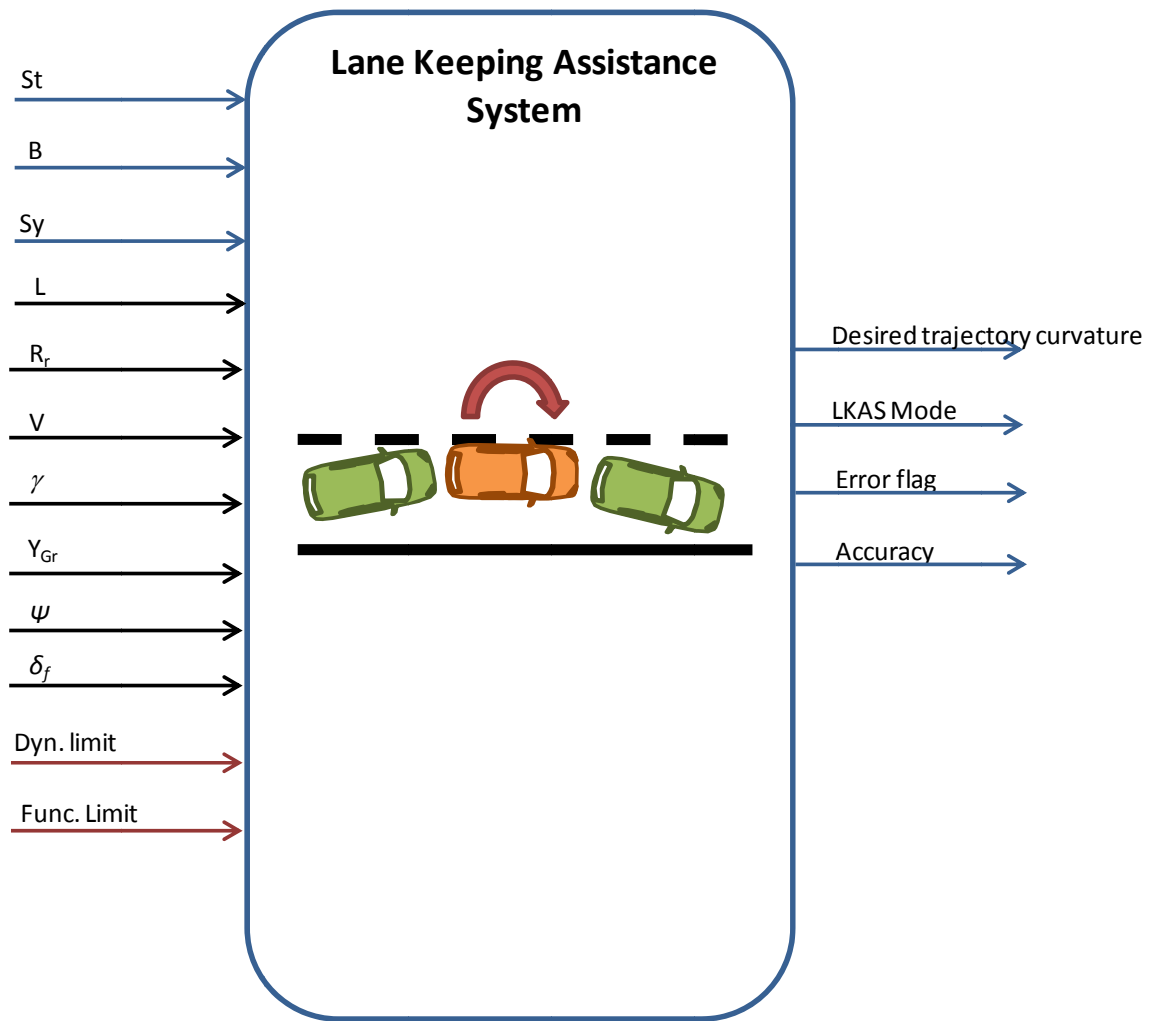 Lane Keeping Assistance
System
St
B
Sy
L
Rr
V
γ
YGr
Ψ
δf
Dyn. limit
Func. Limit
Desired trajectory curvature
LKAS Mode
Error flag
Accuracy